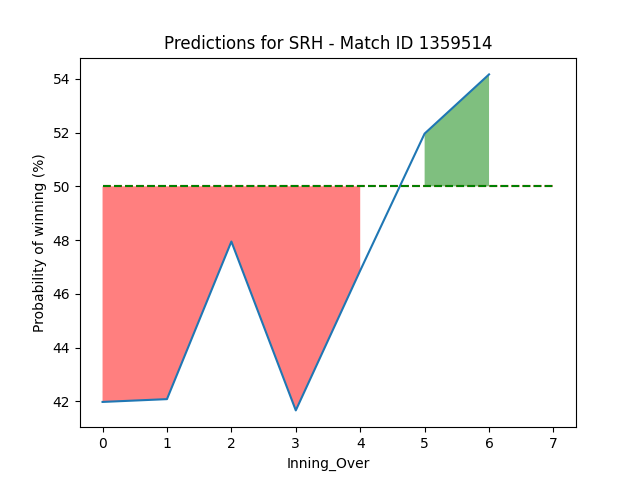 Predictions for SRH - Match ID 1359514
Probability of winning (%)
54
52
50
48
46
44
42
0 1 2 3 4 5 6 7
Inning_Over